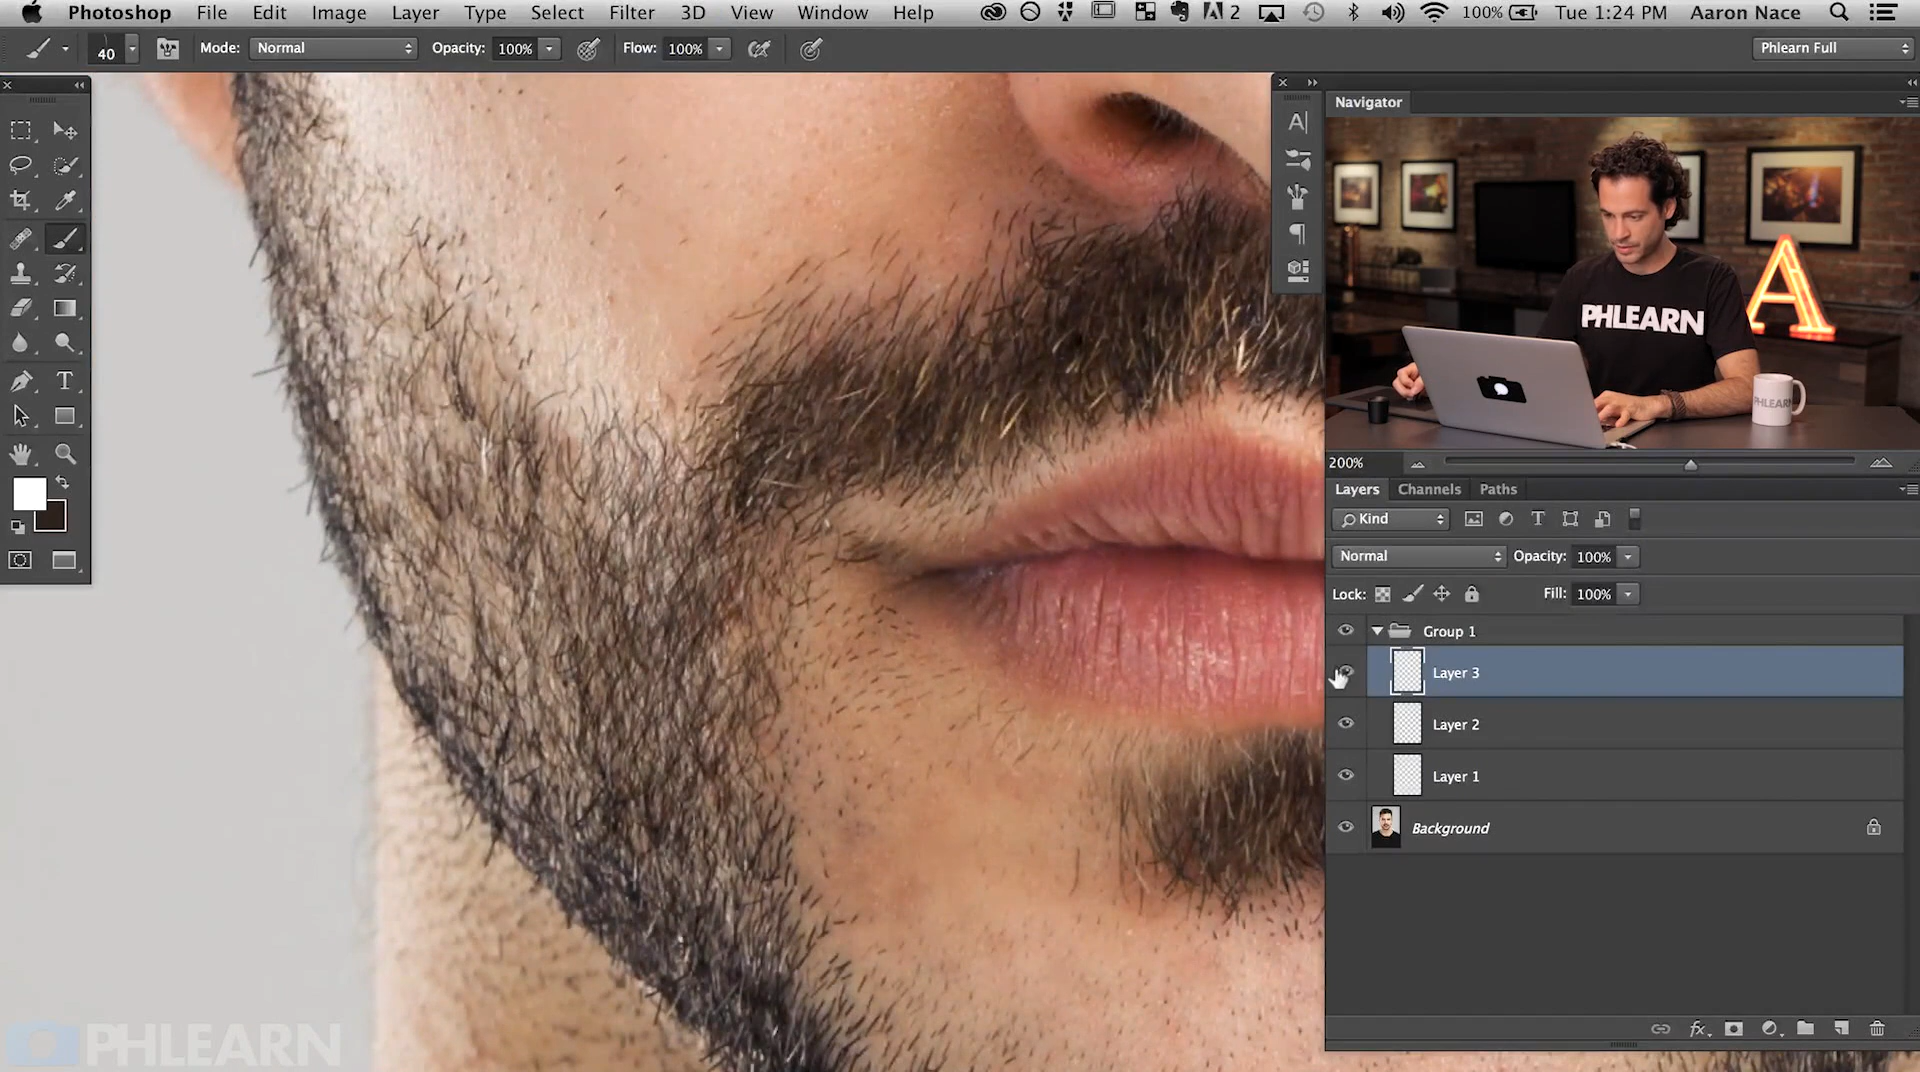 Photoshop File Edit Image Layer Type Select Filter 3D View Window Help 2 100% Tue 1:24 PM Aaron Nace
40 Mode: Normal Opacity: 100% Flow: 100% Phlearn Full
Navigator
A
PHLEARN
PHLEARN
200%
Layers Channels Paths
Kind
Normal Opacity: 100%
Lock: Fill: 100%
Group 1
Layer 3
Layer 2
Layer 1
Background
fx
PHLEARN